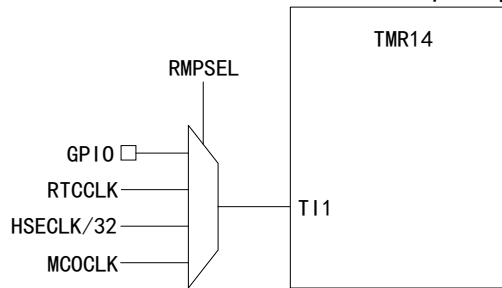 TMR14
RMPSEL
GPIO
RTCCLK
TI1
HSECLK/32
MCOCLK